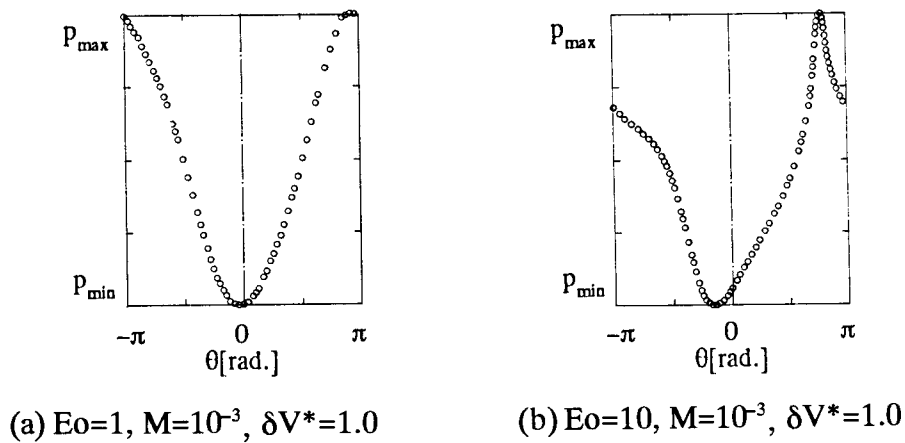 p_max
p_min
−π 0 π
θ[rad.]
(a) Eo=1, M=10⁻³, δV*=1.0
p_max
p_min
−π 0 π
θ[rad.]
(b) Eo=10, M=10⁻³, δV*=1.0